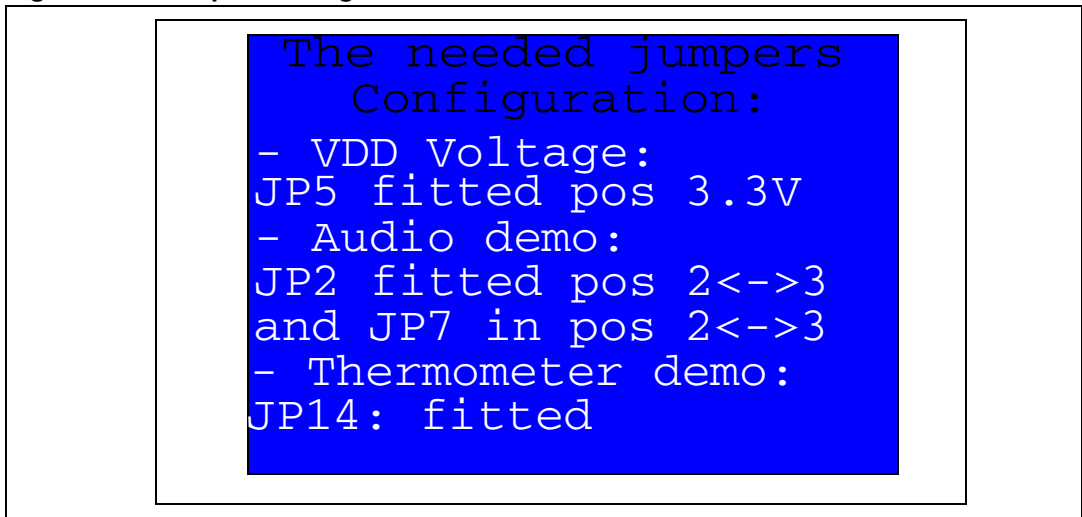 The needed jumpers
Configuration:
- VDD Voltage:
JP5 fitted pos 3.3V
- Audio demo:
JP2 fitted pos 2<->3
and JP7 in pos 2<->3
- Thermometer demo:
JP14: fitted